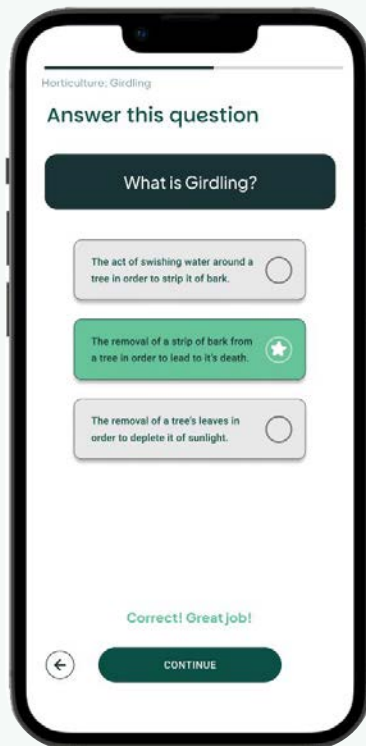 Horticulture; Girdling
Answer this question
What is Girdling?
The act of swishing water around a
tree in order to strip it of bark.
The removal of a strip of bark from
a tree in order to lead to it's death.
The removal of a tree's leaves in
order to deplete it of sunlight.
Correct! Great job!
CONTINUE